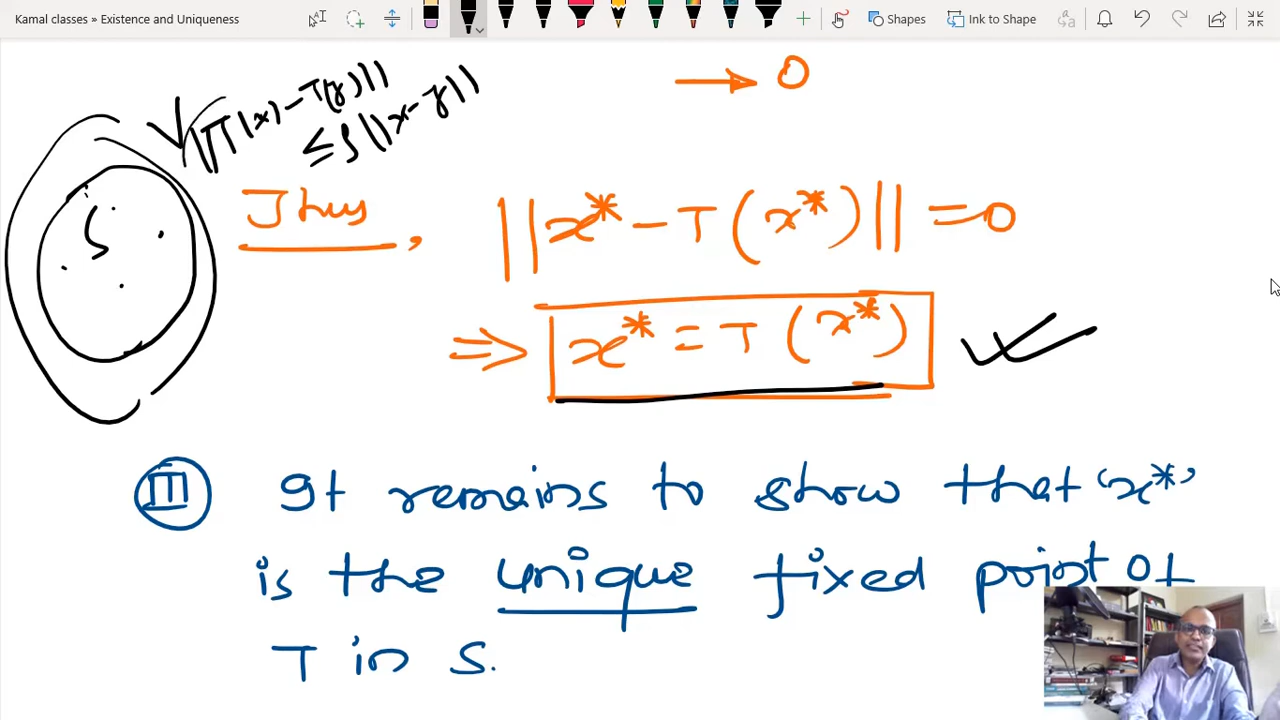 Kamal classes » Existence and Uniqueness
Shapes
Ink to Shape
→ 0
||T(x) - T(y)||
≤ ρ ||x - y||
S
Thus, ||x* - T(x*)|| = 0
⇒ x* = T(x*)
III It remains to show that 'x*'
is the unique fixed point of
T in S.